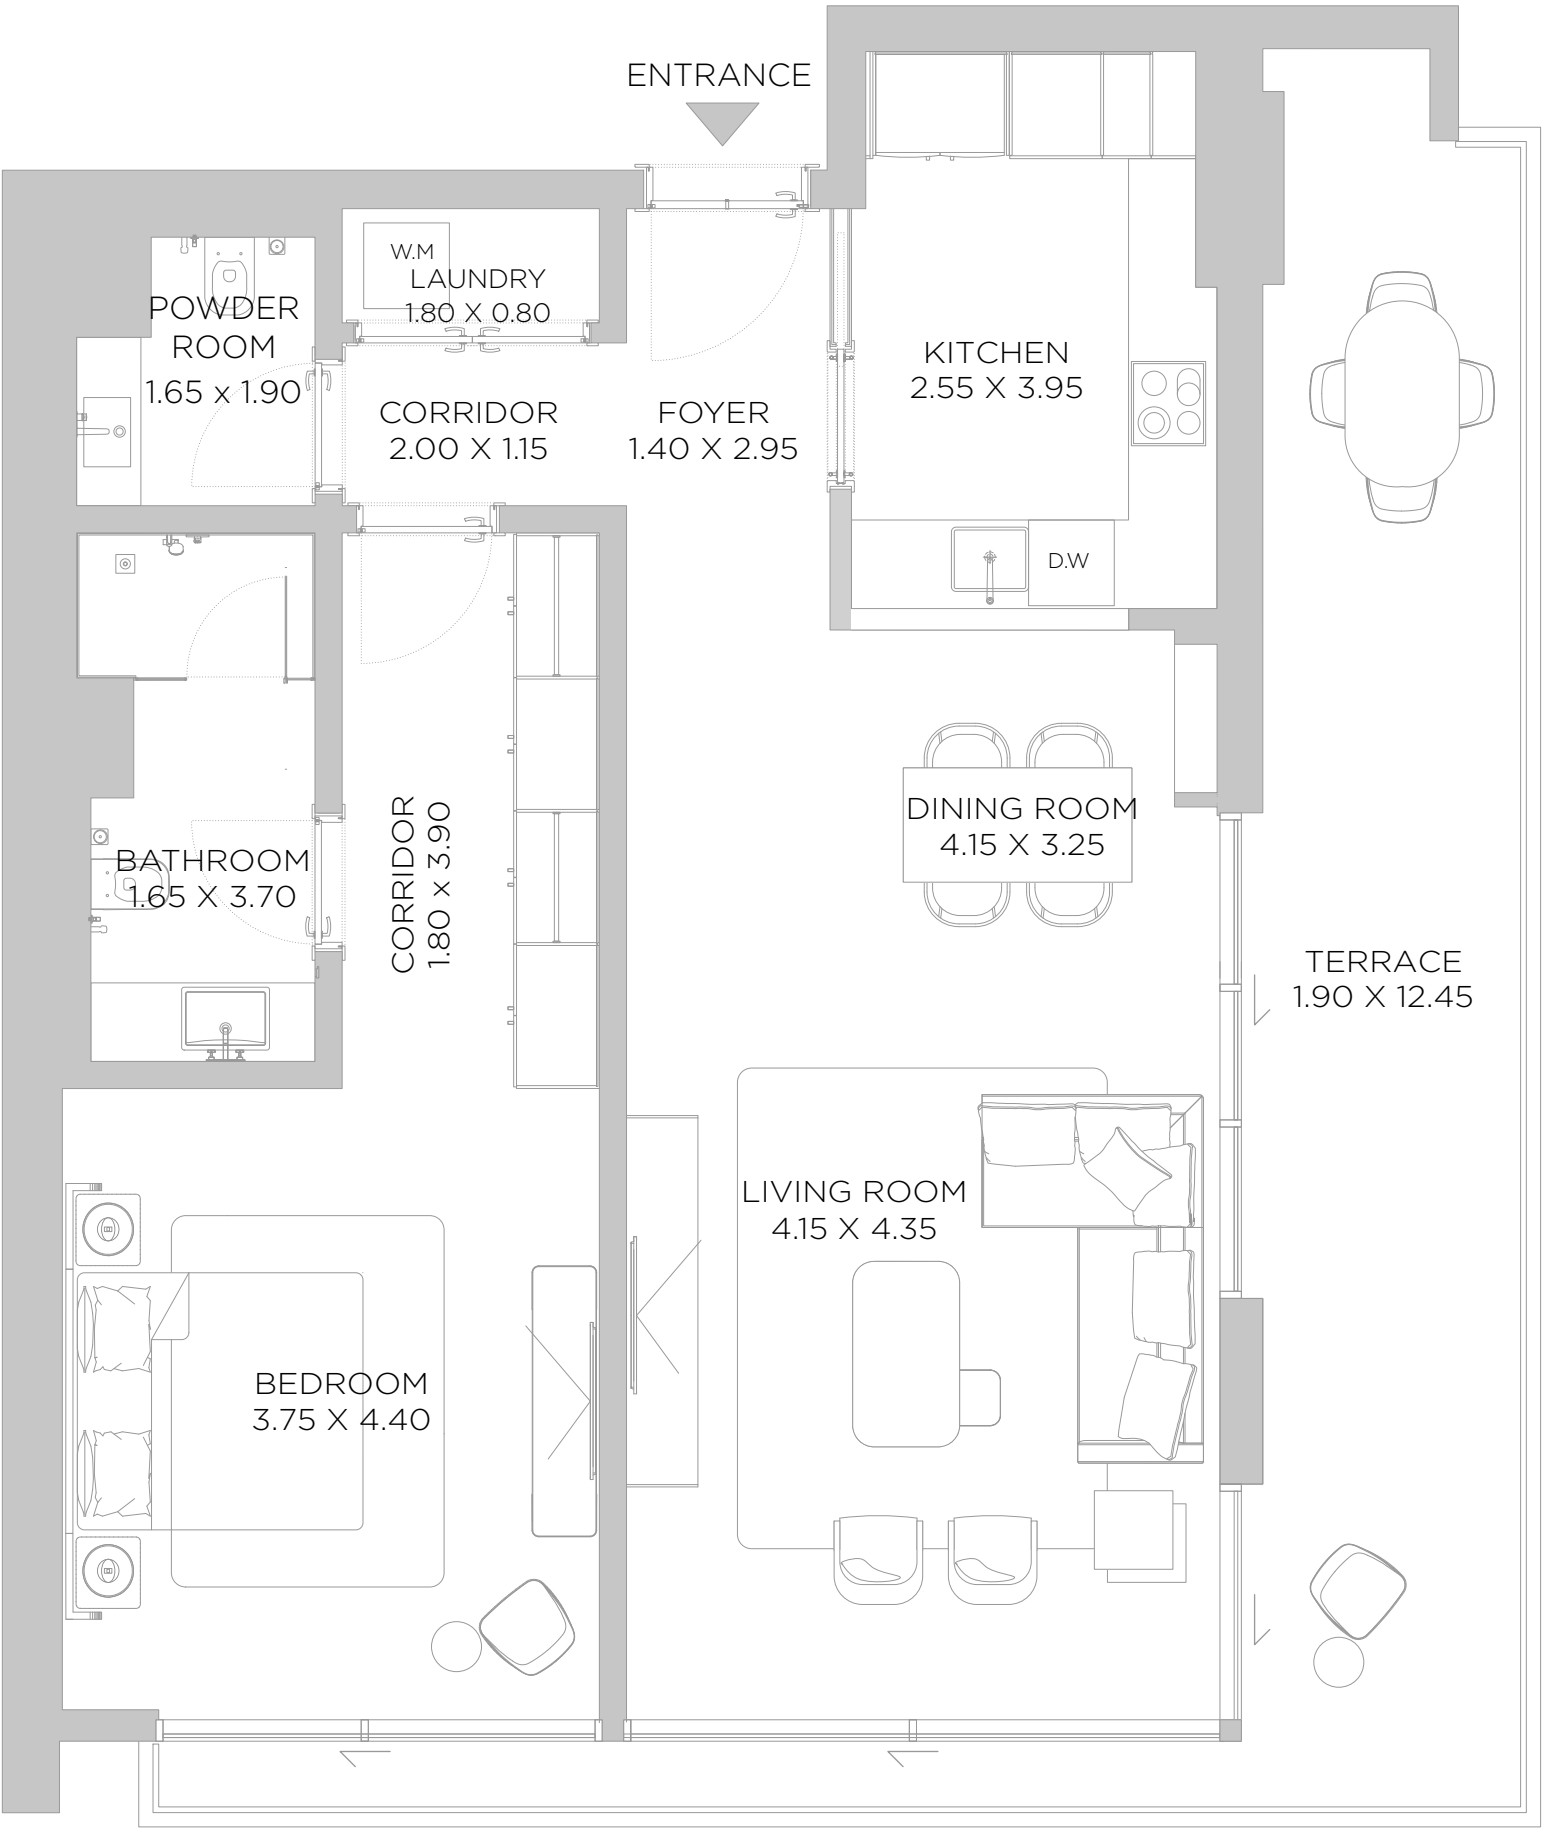 ENTRANCE
W.M
LAUNDRY
1.80 X 0.80
POWDER
ROOM
1.65 x 1.90
CORRIDOR
2.00 X 1.15
FOYER
1.40 X 2.95
KITCHEN
2.55 X 3.95
D.W
DINING ROOM
4.15 X 3.25
BATHROOM
1.65 X 3.70
CORRIDOR
1.80 x 3.90
TERRACE
1.90 X 12.45
LIVING ROOM
4.15 X 4.35
BEDROOM
3.75 X 4.40